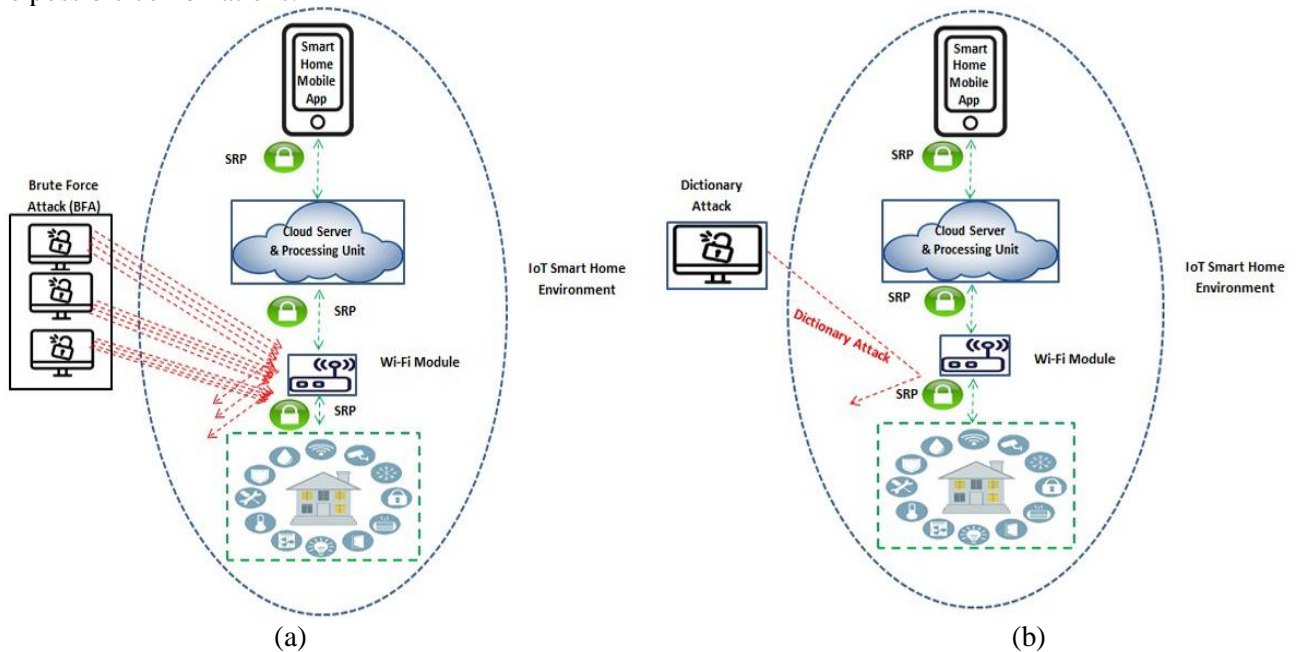 Smart
Home
Mobile
App
SRP
Brute Force
Attack (BFA)
Cloud Server
& Processing Unit
IoT Smart Home
Environment
SRP
Wi-Fi Module
SRP
(a)
Smart
Home
Mobile
App
SRP
Dictionary
Attack
Cloud Server
& Processing Unit
IoT Smart Home
Environment
SRP
Dictionary Attack
Wi-Fi Module
SRP
(b)